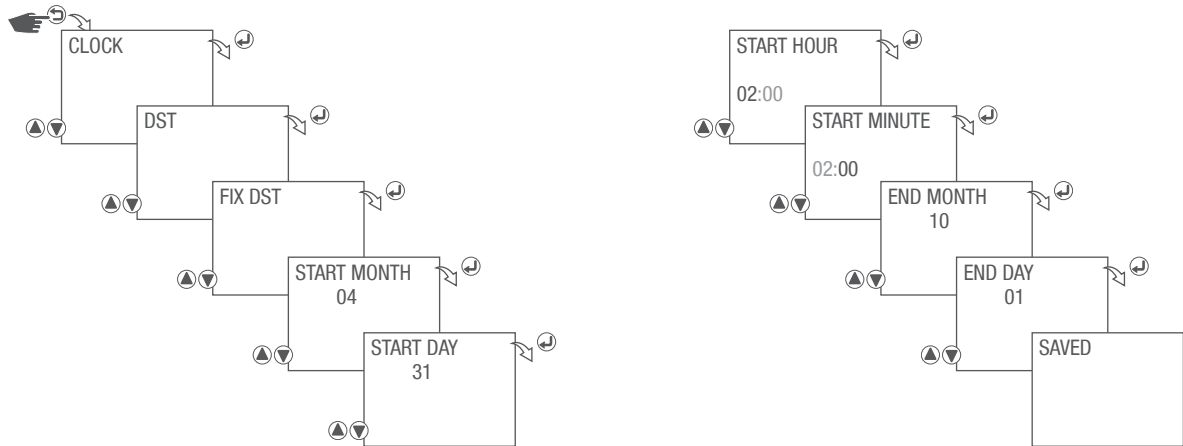 CLOCK
DST
FIX DST
START MONTH
04
START DAY
31
START HOUR
02:00
START MINUTE
02:00
END MONTH
10
END DAY
01
SAVED